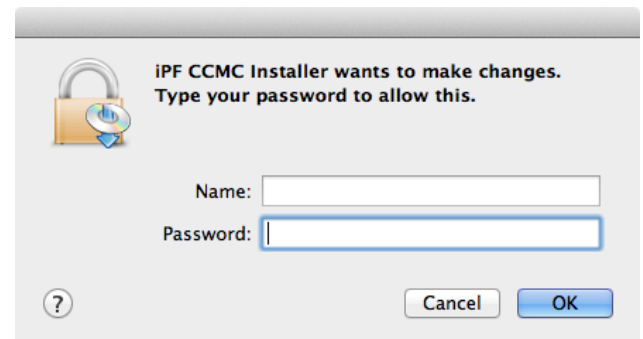 iPF CCMC Installer wants to make changes.
Type your password to allow this.
Name:
Password:
?
Cancel
OK